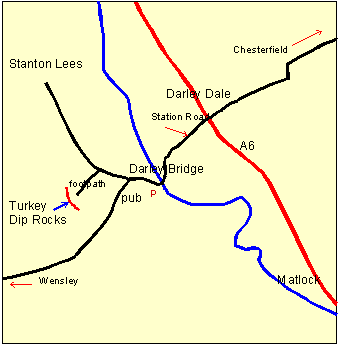 Chesterfield
Stanton Lees
Darley Dale
Station Road
A6
Darley Bridge
footpath
P
pub
Turkey
Dip Rocks
Matlock
Wensley